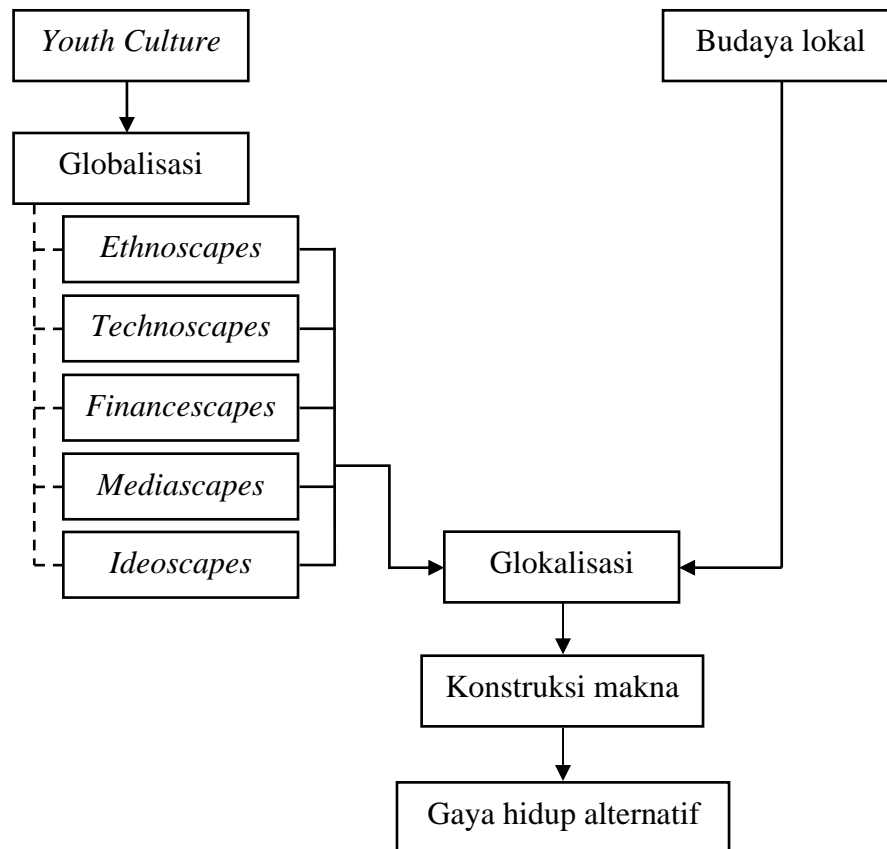 Youth Culture
Budaya lokal
Globalisasi
Ethnoscapes
Technoscapes
Financescapes
Mediascapes
Ideoscapes
Glokalisasi
Konstruksi makna
Gaya hidup alternatif